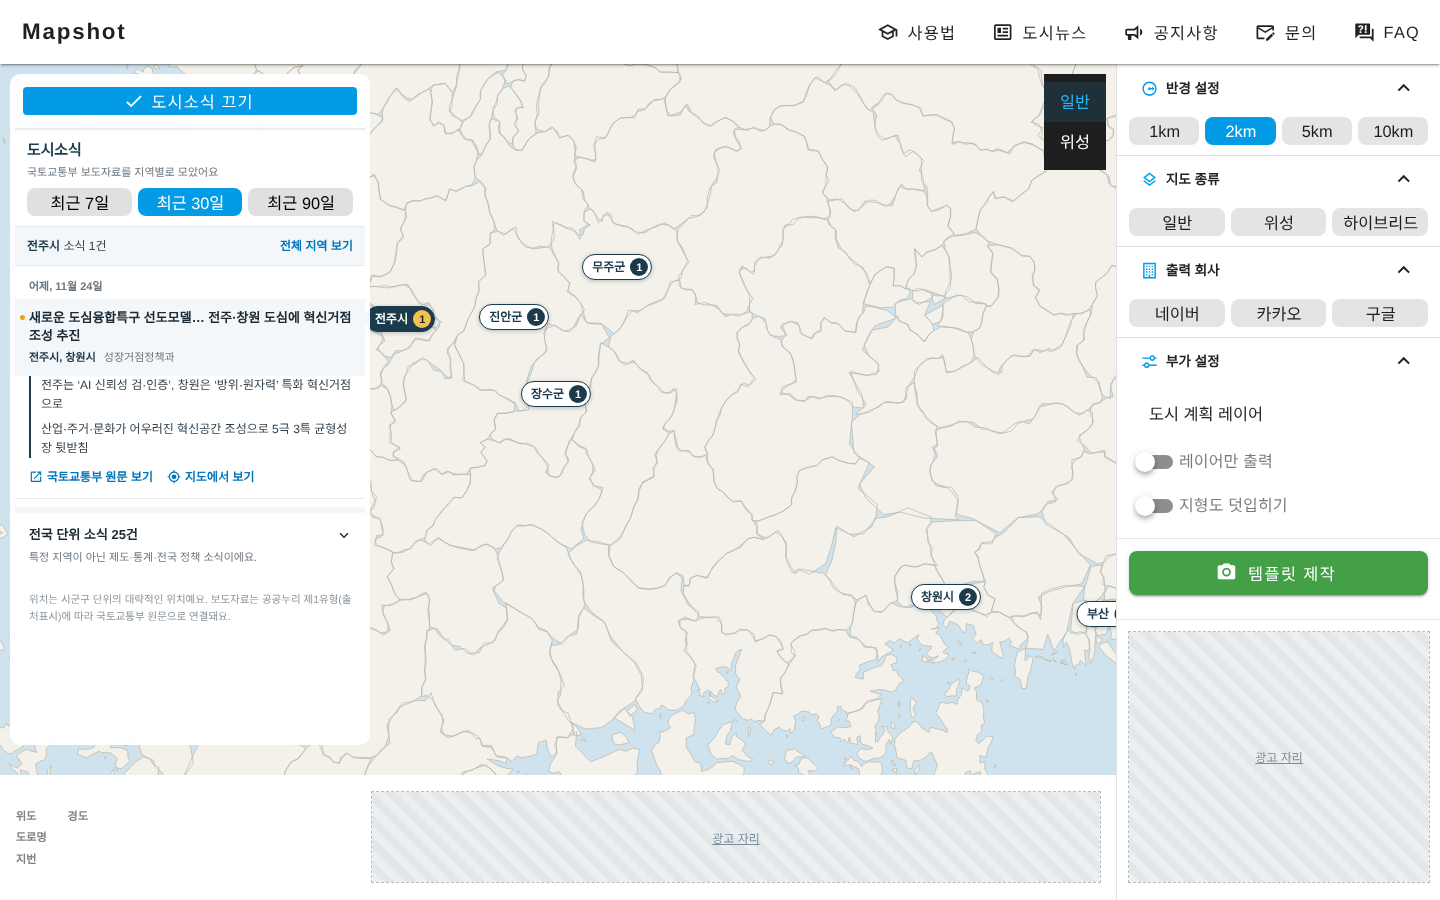 Mapshot
사용법
도시뉴스
공지사항
문의
FAQ
도시소식 끄기
도시소식
국토교통부 보도자료를 지역별로 모았어요
최근 7일
최근 30일
최근 90일
전주시 소식 1건
전체 지역 보기
어제, 11월 24일
새로운 도심융합특구 선도모델... 전주·창원 도심에 혁신거점
조성 추진
전주시, 창원시 성장거점정책과
전주는 ‘AI 신뢰성 검·인증’, 창원은 ‘방위·원자력’ 특화 혁신거점
으로
산업·주거·문화가 어우러진 혁신공간 조성으로 5극 3특 균형성
장 뒷받침
국토교통부 원문 보기
지도에서 보기
전국 단위 소식 25건
특정 지역이 아닌 제도·통계·전국 정책 소식이에요.
위치는 시군구 단위의 대략적인 위치예요. 보도자료는 공공누리 제1유형(출
처표시)에 따라 국토교통부 원문으로 연결돼요.
무주군 1
전주시 1
진안군 1
장수군 1
창원시 2
부산
일반
위성
반경 설정
1km
2km
5km
10km
지도 종류
일반
위성
하이브리드
출력 회사
네이버
카카오
구글
부가 설정
도시 계획 레이어
레이어만 출력
지형도 덧입히기
템플릿 제작
광고 자리
위도
경도
도로명
지번
광고 자리